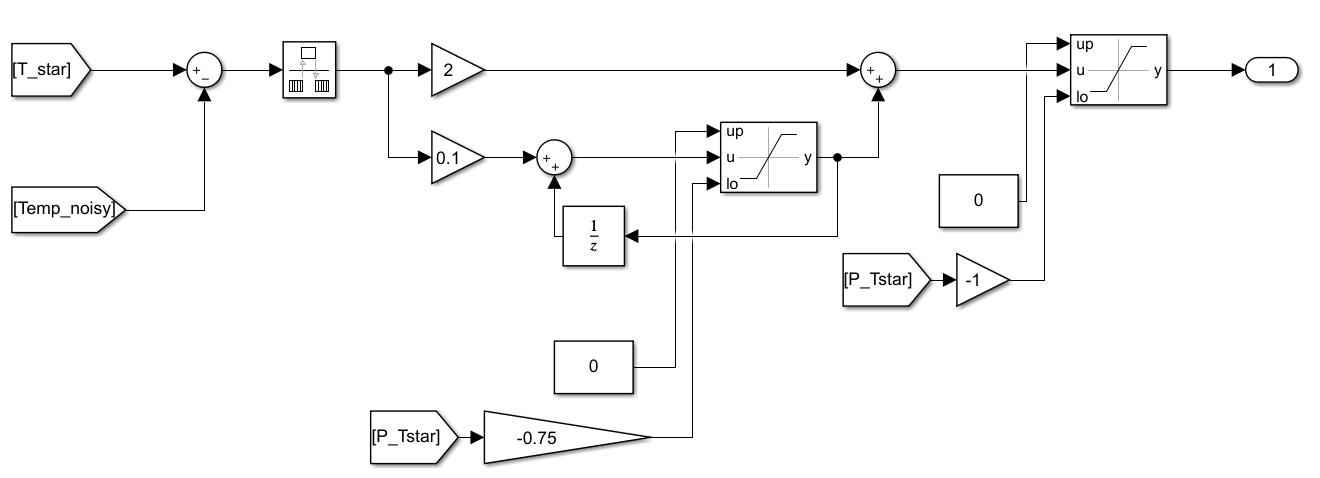 [T_star]
+
−
2
+
+
up
u
y
lo
1
0.1
+
+
up
u
y
lo
[Temp_noisy]
0
1
z
[P_Tstar]
-1
0
[P_Tstar]
-0.75